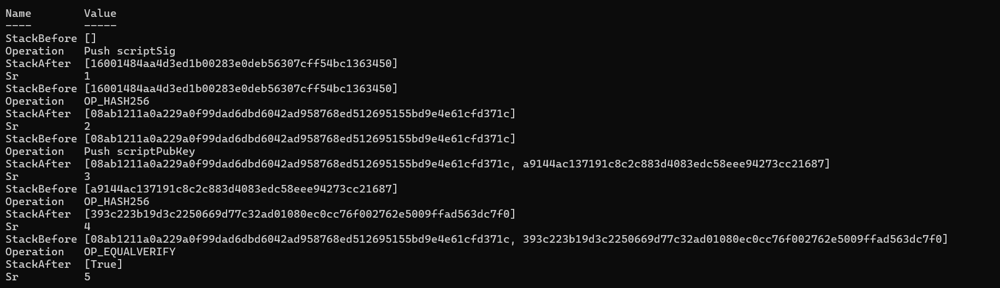 Name        Value
----        -----
StackBefore []
Operation   Push scriptSig
StackAfter  [16001484aa4d3ed1b00283e0deb56307cff54bc1363450]
Sr          1
StackBefore [16001484aa4d3ed1b00283e0deb56307cff54bc1363450]
Operation   OP_HASH256
StackAfter  [08ab1211a0a229a0f99dad6dbd6042ad958768ed512695155bd9e4e61cfd371c]
Sr          2
StackBefore [08ab1211a0a229a0f99dad6dbd6042ad958768ed512695155bd9e4e61cfd371c]
Operation   Push scriptPubKey
StackAfter  [08ab1211a0a229a0f99dad6dbd6042ad958768ed512695155bd9e4e61cfd371c, a9144ac137191c8c2c883d4083edc58eee94273cc21687]
Sr          3
StackBefore [a9144ac137191c8c2c883d4083edc58eee94273cc21687]
Operation   OP_HASH256
StackAfter  [393c223b19d3c2250669d77c32ad01080ec0cc76f002762e5009ffad563dc7f0]
Sr          4
StackBefore [08ab1211a0a229a0f99dad6dbd6042ad958768ed512695155bd9e4e61cfd371c, 393c223b19d3c2250669d77c32ad01080ec0cc76f002762e5009ffad563dc7f0]
Operation   OP_EQUALVERIFY
StackAfter  [True]
Sr          5